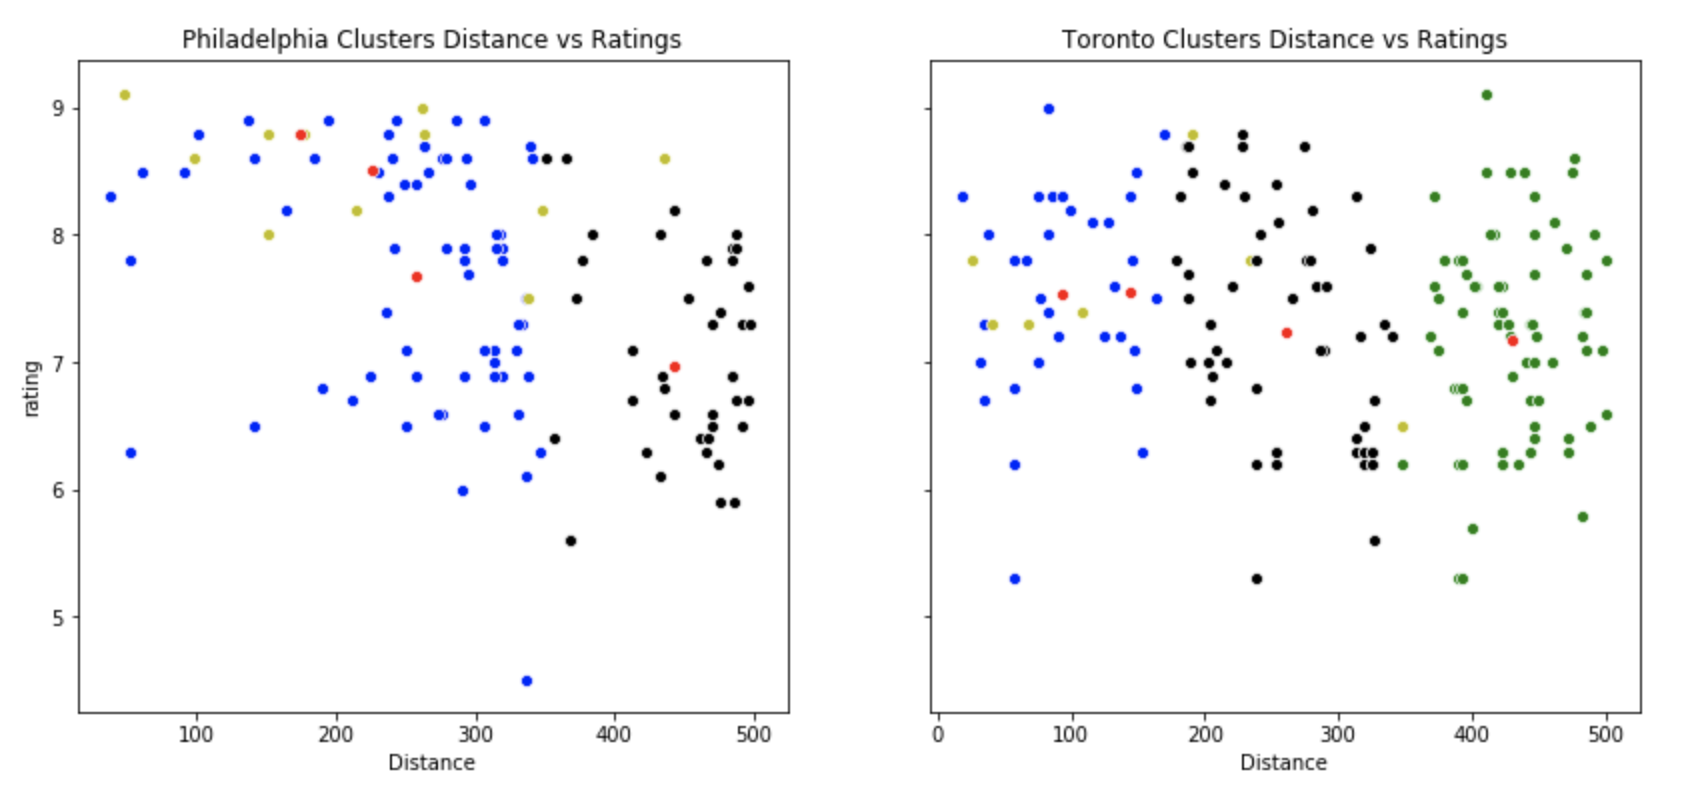 Philadelphia Clusters Distance vs Ratings
Toronto Clusters Distance vs Ratings
rating
9
8
7
6
5
100 200 300 400 500
0 100 200 300 400 500
Distance
Distance